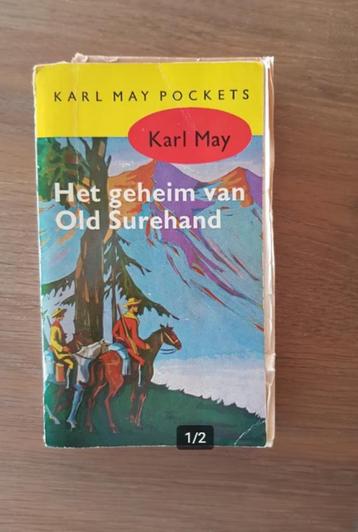 KARL MAY POCKETS
Karl May
Het geheim van
Old Surehand
1/2